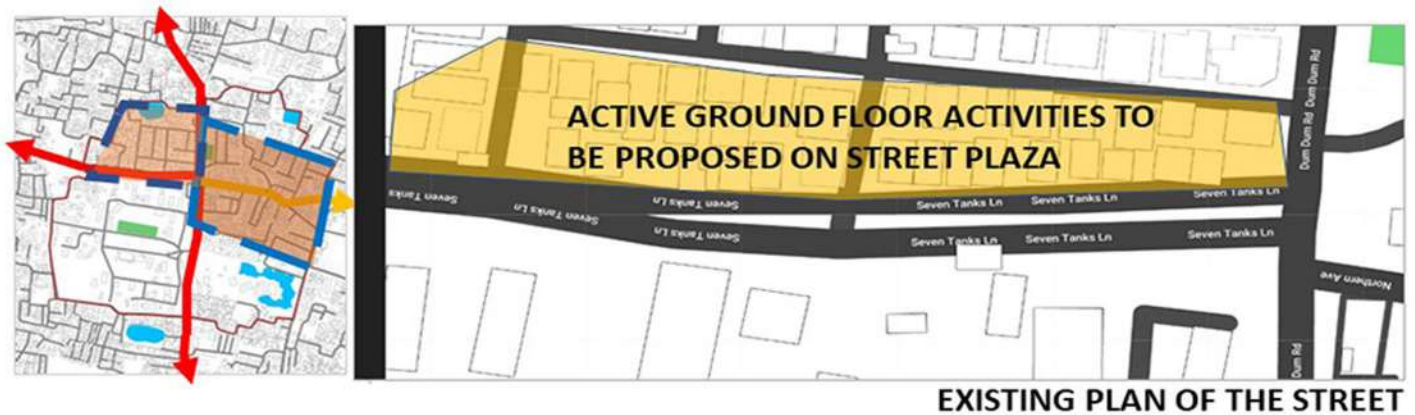 ACTIVE GROUND FLOOR ACTIVITIES TO
BE PROPOSED ON STREET PLAZA
Dum Dum Rd
Dum Dum Rd
Seven Tanks
Seven Tanks Ln
Seven Tanks Ln
Seven Tanks Ln
Seven Tanks Ln
Seven Tanks Ln
Seven Tanks Ln
Seven Tanks Ln
Seven Tanks Ln
Seven Tanks Ln
Northern Ave
Dum Rd
EXISTING PLAN OF THE STREET